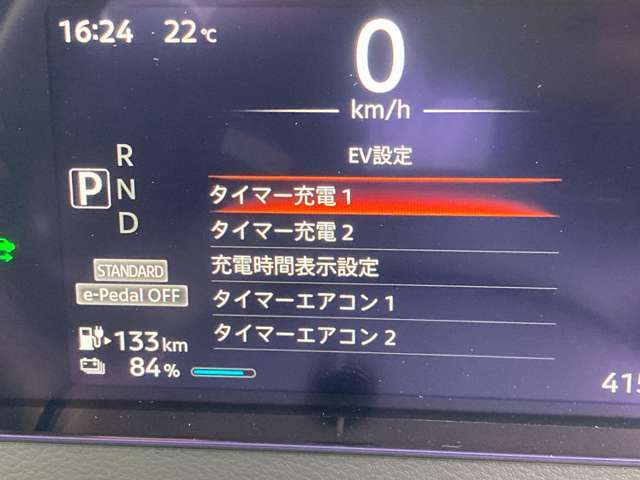 16:24 22℃
0
km/h
EV設定
R
P N
D
タイマー充電1
タイマー充電2
充電時間表示設定
タイマーエアコン1
タイマーエアコン2
STANDARD
e-Pedal OFF
133 km
84%